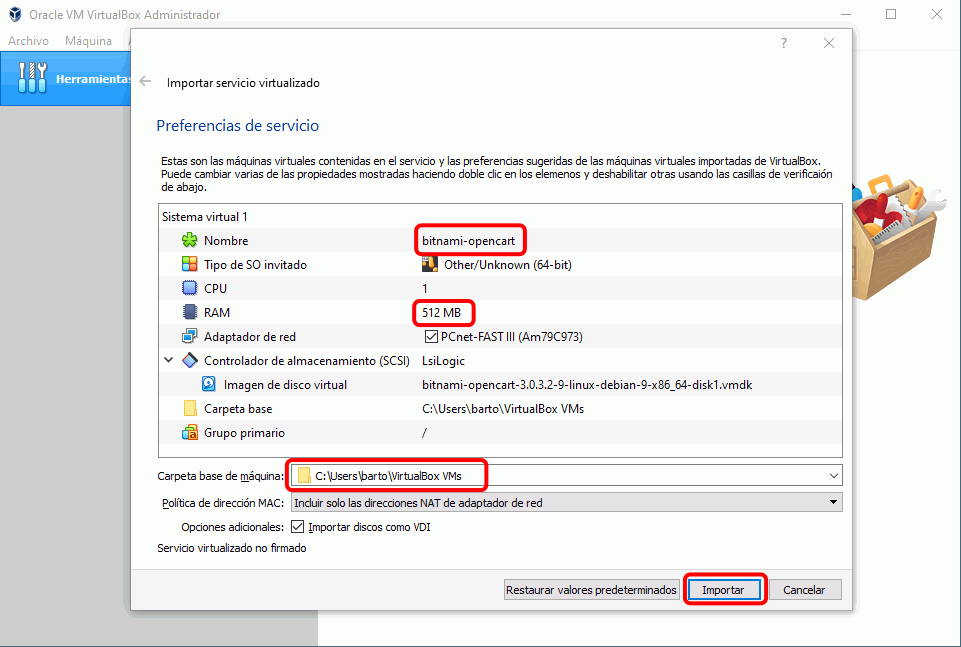 Oracle VM VirtualBox Administrador
Archivo Máquina
Herramientas
Importar servicio virtualizado
Preferencias de servicio
Estas son las máquinas virtuales contenidas en el servicio y las preferencias sugeridas de las máquinas virtuales importadas de VirtualBox.
Puede cambiar varias de las propiedades mostradas haciendo doble clic en los elemenos y deshabilitar otras usando las casillas de verificaión
de abajo.
Sistema virtual 1
Nombre bitnami-opencart
Tipo de SO invitado Other/Unknown (64-bit)
CPU 1
RAM 512 MB
Adaptador de red PCnet-FAST III (Am79C973)
Controlador de almacenamiento (SCSI) LsiLogic
Imagen de disco virtual bitnami-opencart-3.0.3.2-9-linux-debian-9-x86_64-disk1.vmdk
Carpeta base C:\Users\barto\VirtualBox VMs
Grupo primario /
Carpeta base de máquina: C:\Users\barto\VirtualBox VMs
Política de dirección MAC: Incluir solo las direcciones NAT de adaptador de red
Opciones adicionales: Importar discos como VDI
Servicio virtualizado no firmado
Restaurar valores predeterminados Importar Cancelar